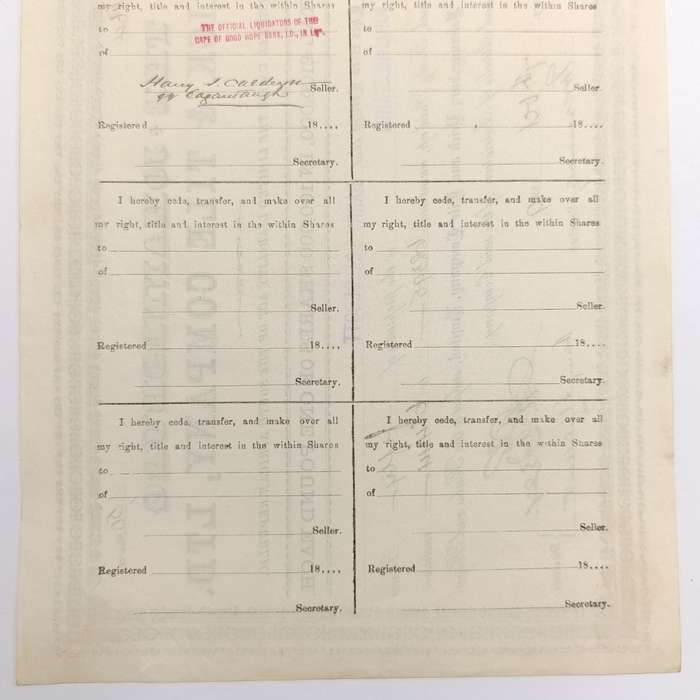 my right, title and interest in the within Shares
to THE OFFICIAL LIQUIDATORS OF THE
CAPE OF GOOD HOPE BANK, LD., IN LIQn.
of
Harry S. Caldecott
Seller.
Registered 18....
Secretary.
my right, title and interest in the within Shares
to
of
Seller.
Registered 18....
Secretary.
I hereby cede, transfer, and make over all
my right, title and interest in the within Shares
to
of
Seller.
Registered 18....
Secretary.
I hereby cede, transfer, and make over all
my right, title and interest in the within Shares
to
of
Seller.
Registered 18....
Secretary.
I hereby cede, transfer, and make over all
my right, title and interest in the within Shares
to
of
Seller.
Registered 18....
Secretary.
I hereby cede, transfer, and make over all
my right, title and interest in the within Shares
to
of
Seller.
Registered 18....
Secretary.